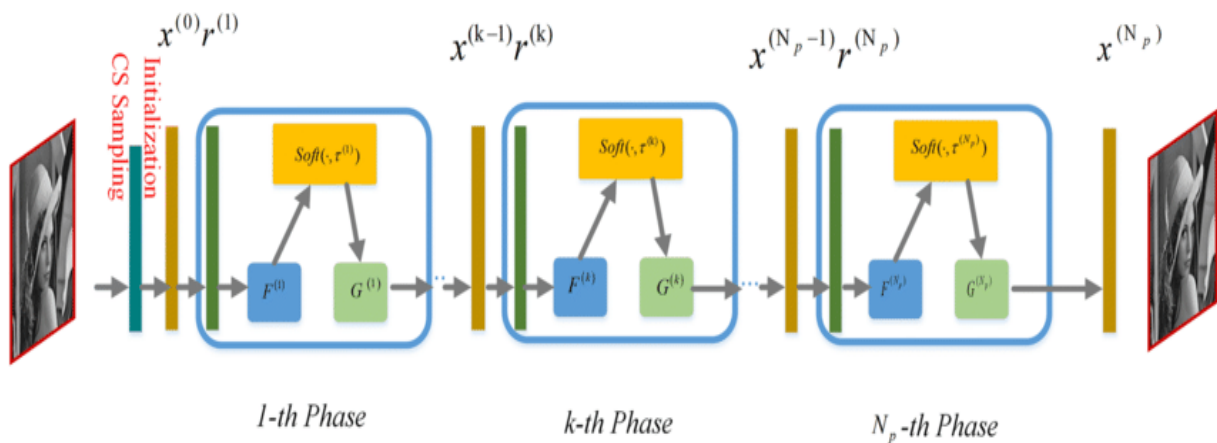 x^(0) r^(1)
x^(k-1) r^(k)
x^(N_p-1) r^(N_p)
x^(N_p)
CS Sampling
Initialization
Soft(·,τ^(1))
F^(1)
G^(1)
Soft(·,τ^(k))
F^(k)
G^(k)
Soft(·,τ^(N_p))
F^(N_p)
G^(N_p)
1-th Phase
k-th Phase
N_p-th Phase